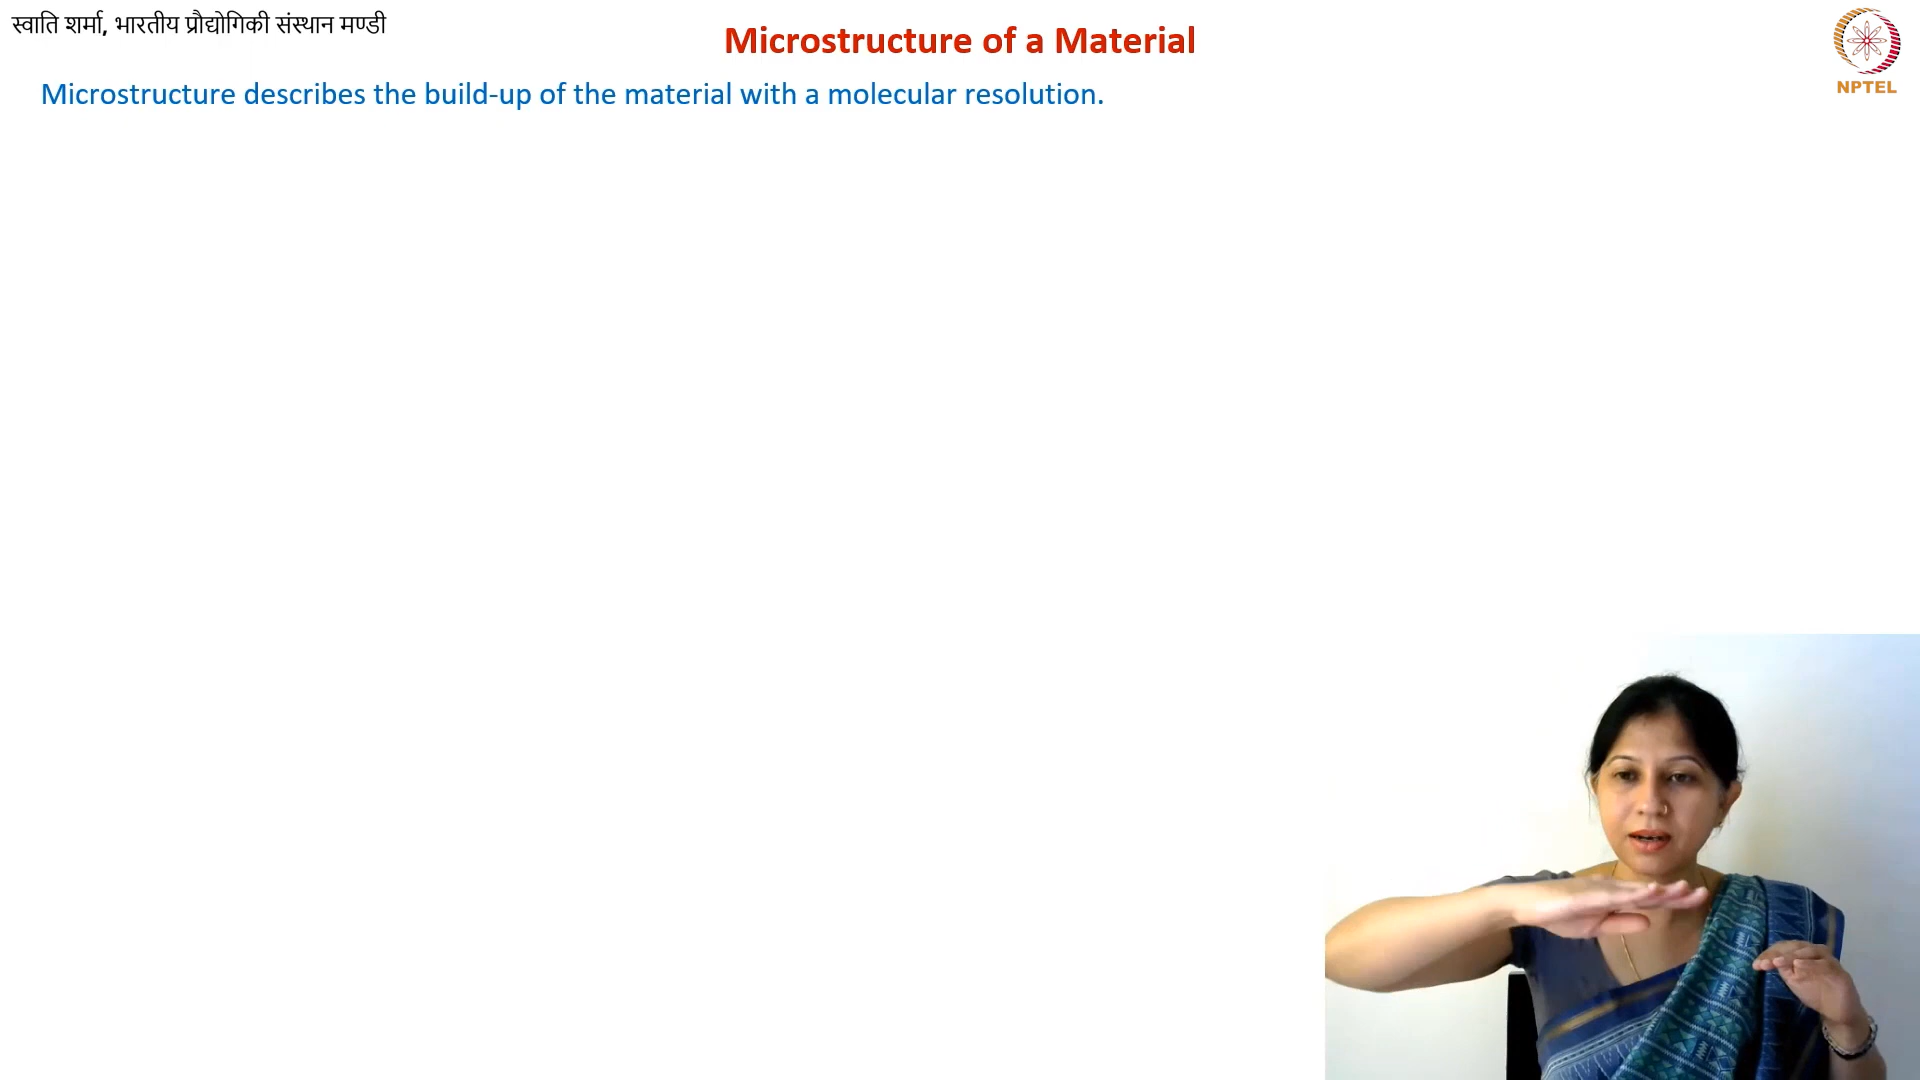 स्वाति शर्मा, भारतीय प्रौद्योगिकी संस्थान मण्डी
Microstructure of a Material
NPTEL
Microstructure describes the build-up of the material with a molecular resolution.